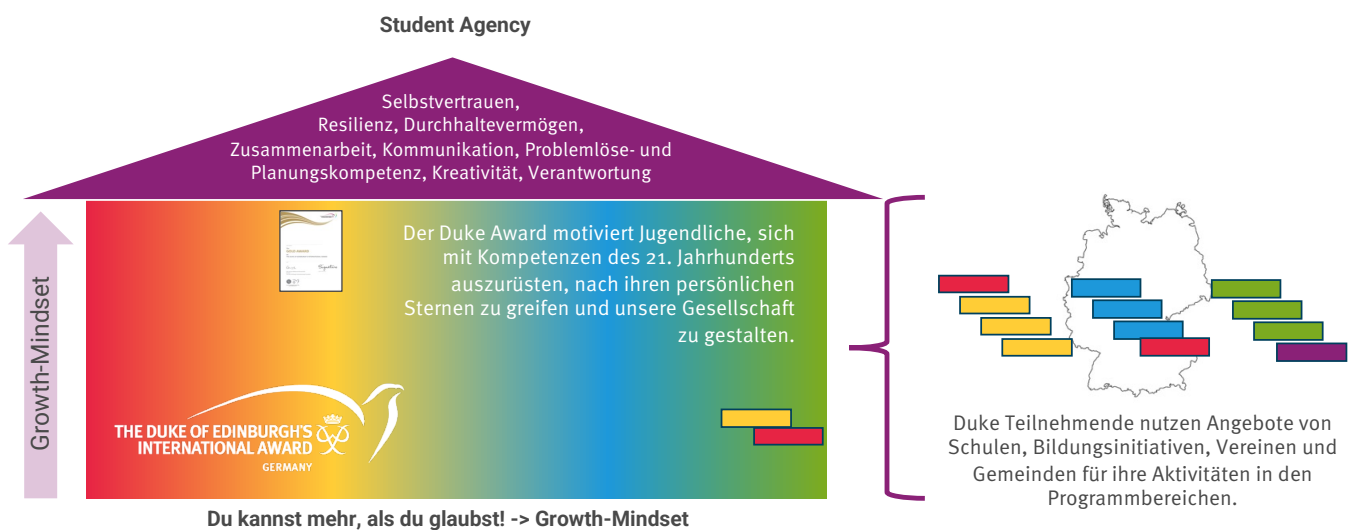 Student Agency
Selbstvertrauen,
Resilienz, Durchhaltevermögen,
Zusammenarbeit, Kommunikation, Problemlöse- und
Planungskompetenz, Kreativität, Verantwortung
Growth-Mindset
Der Duke Award motiviert Jugendliche, sich
mit Kompetenzen des 21. Jahrhunderts
auszurüsten, nach ihren persönlichen
Sternen zu greifen und unsere Gesellschaft
zu gestalten.
THE DUKE OF EDINBURGH'S
INTERNATIONAL AWARD
GERMANY
Du kannst mehr, als du glaubst! -> Growth-Mindset
Duke Teilnehmende nutzen Angebote von
Schulen, Bildungsinitiativen, Vereinen und
Gemeinden für ihre Aktivitäten in den
Programmbereichen.